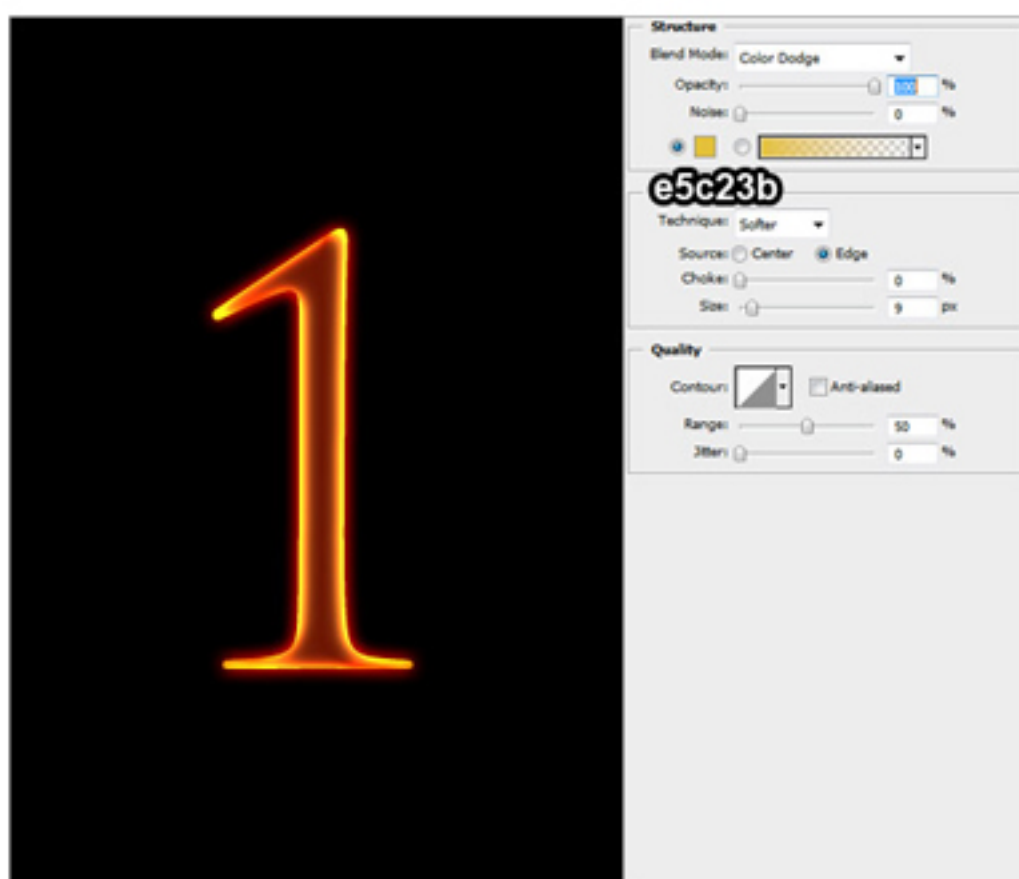 1
Structure
Blend Mode: Color Dodge
Opacity: 100 %
Noise: 0 %
e5c23b
Technique: Softer
Source: Center Edge
Choke: 0 %
Size: 9 px
Quality
Contour: Anti-aliased
Range: 50 %
Jitter: 0 %